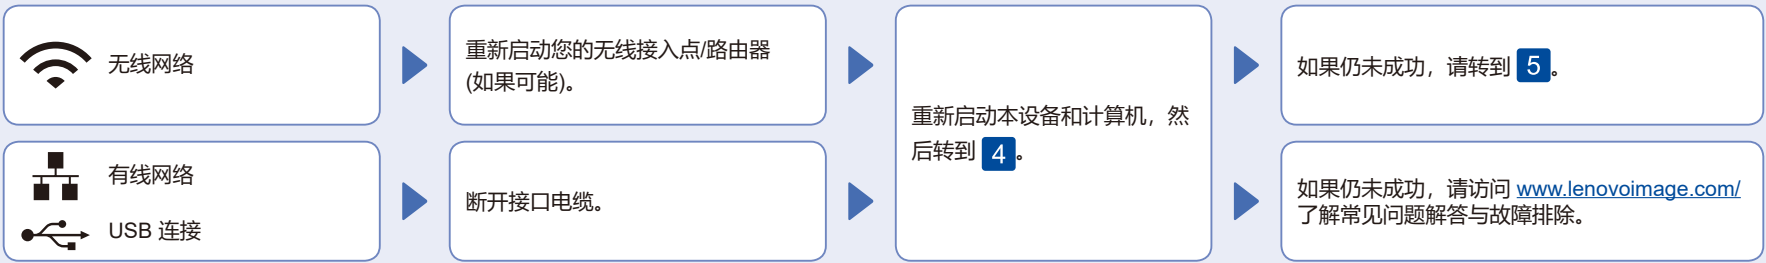 无线网络
重新启动您的无线接入点/路由器
(如果可能)。
重新启动本设备和计算机，然
后转到 4。
如果仍未成功，请转到 5。
有线网络
USB 连接
断开接口电缆。
如果仍未成功，请访问 www.lenovoimage.com/
了解常见问题解答与故障排除。